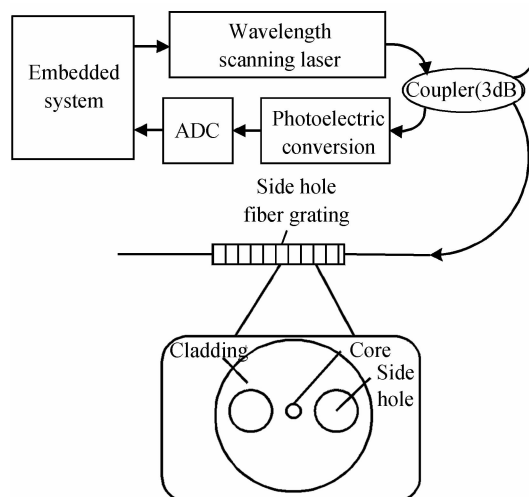 Wavelength
scanning laser
Embedded
system
Coupler(3dB)
ADC
Photoelectric
conversion
Side hole
fiber grating
Cladding
Core
Side
hole